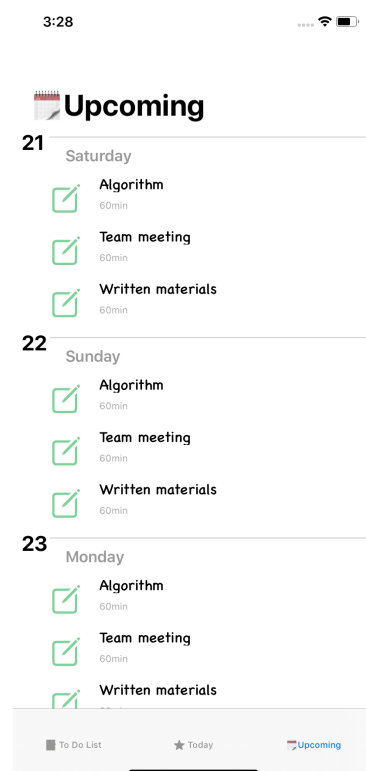 3:28
Upcoming
21
Saturday
Algorithm
60min
Team meeting
60min
Written materials
60min
22
Sunday
Algorithm
60min
Team meeting
60min
Written materials
60min
23
Monday
Algorithm
60min
Team meeting
60min
Written materials
To Do List
Today
Upcoming